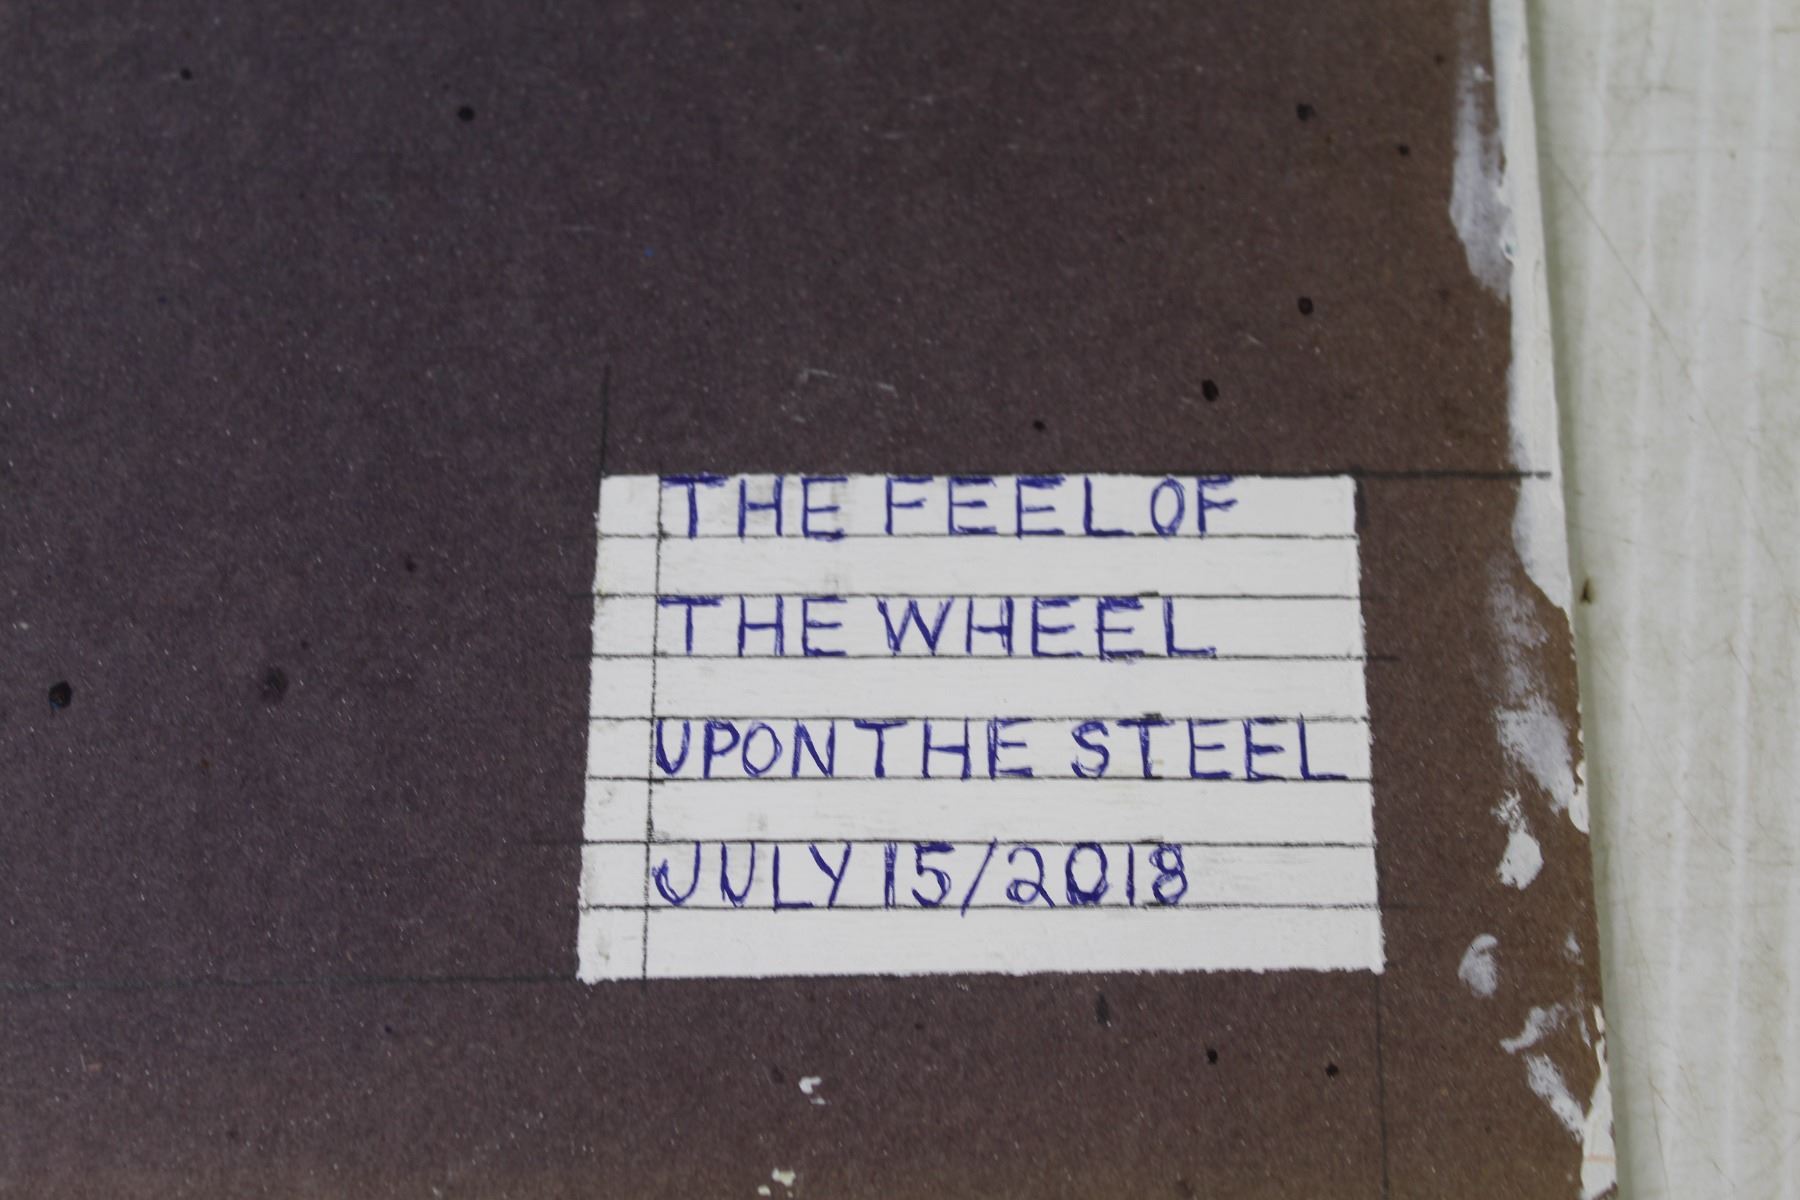 THE FEEL OF
THE WHEEL
UPON THE STEEL
JULY 15/2018